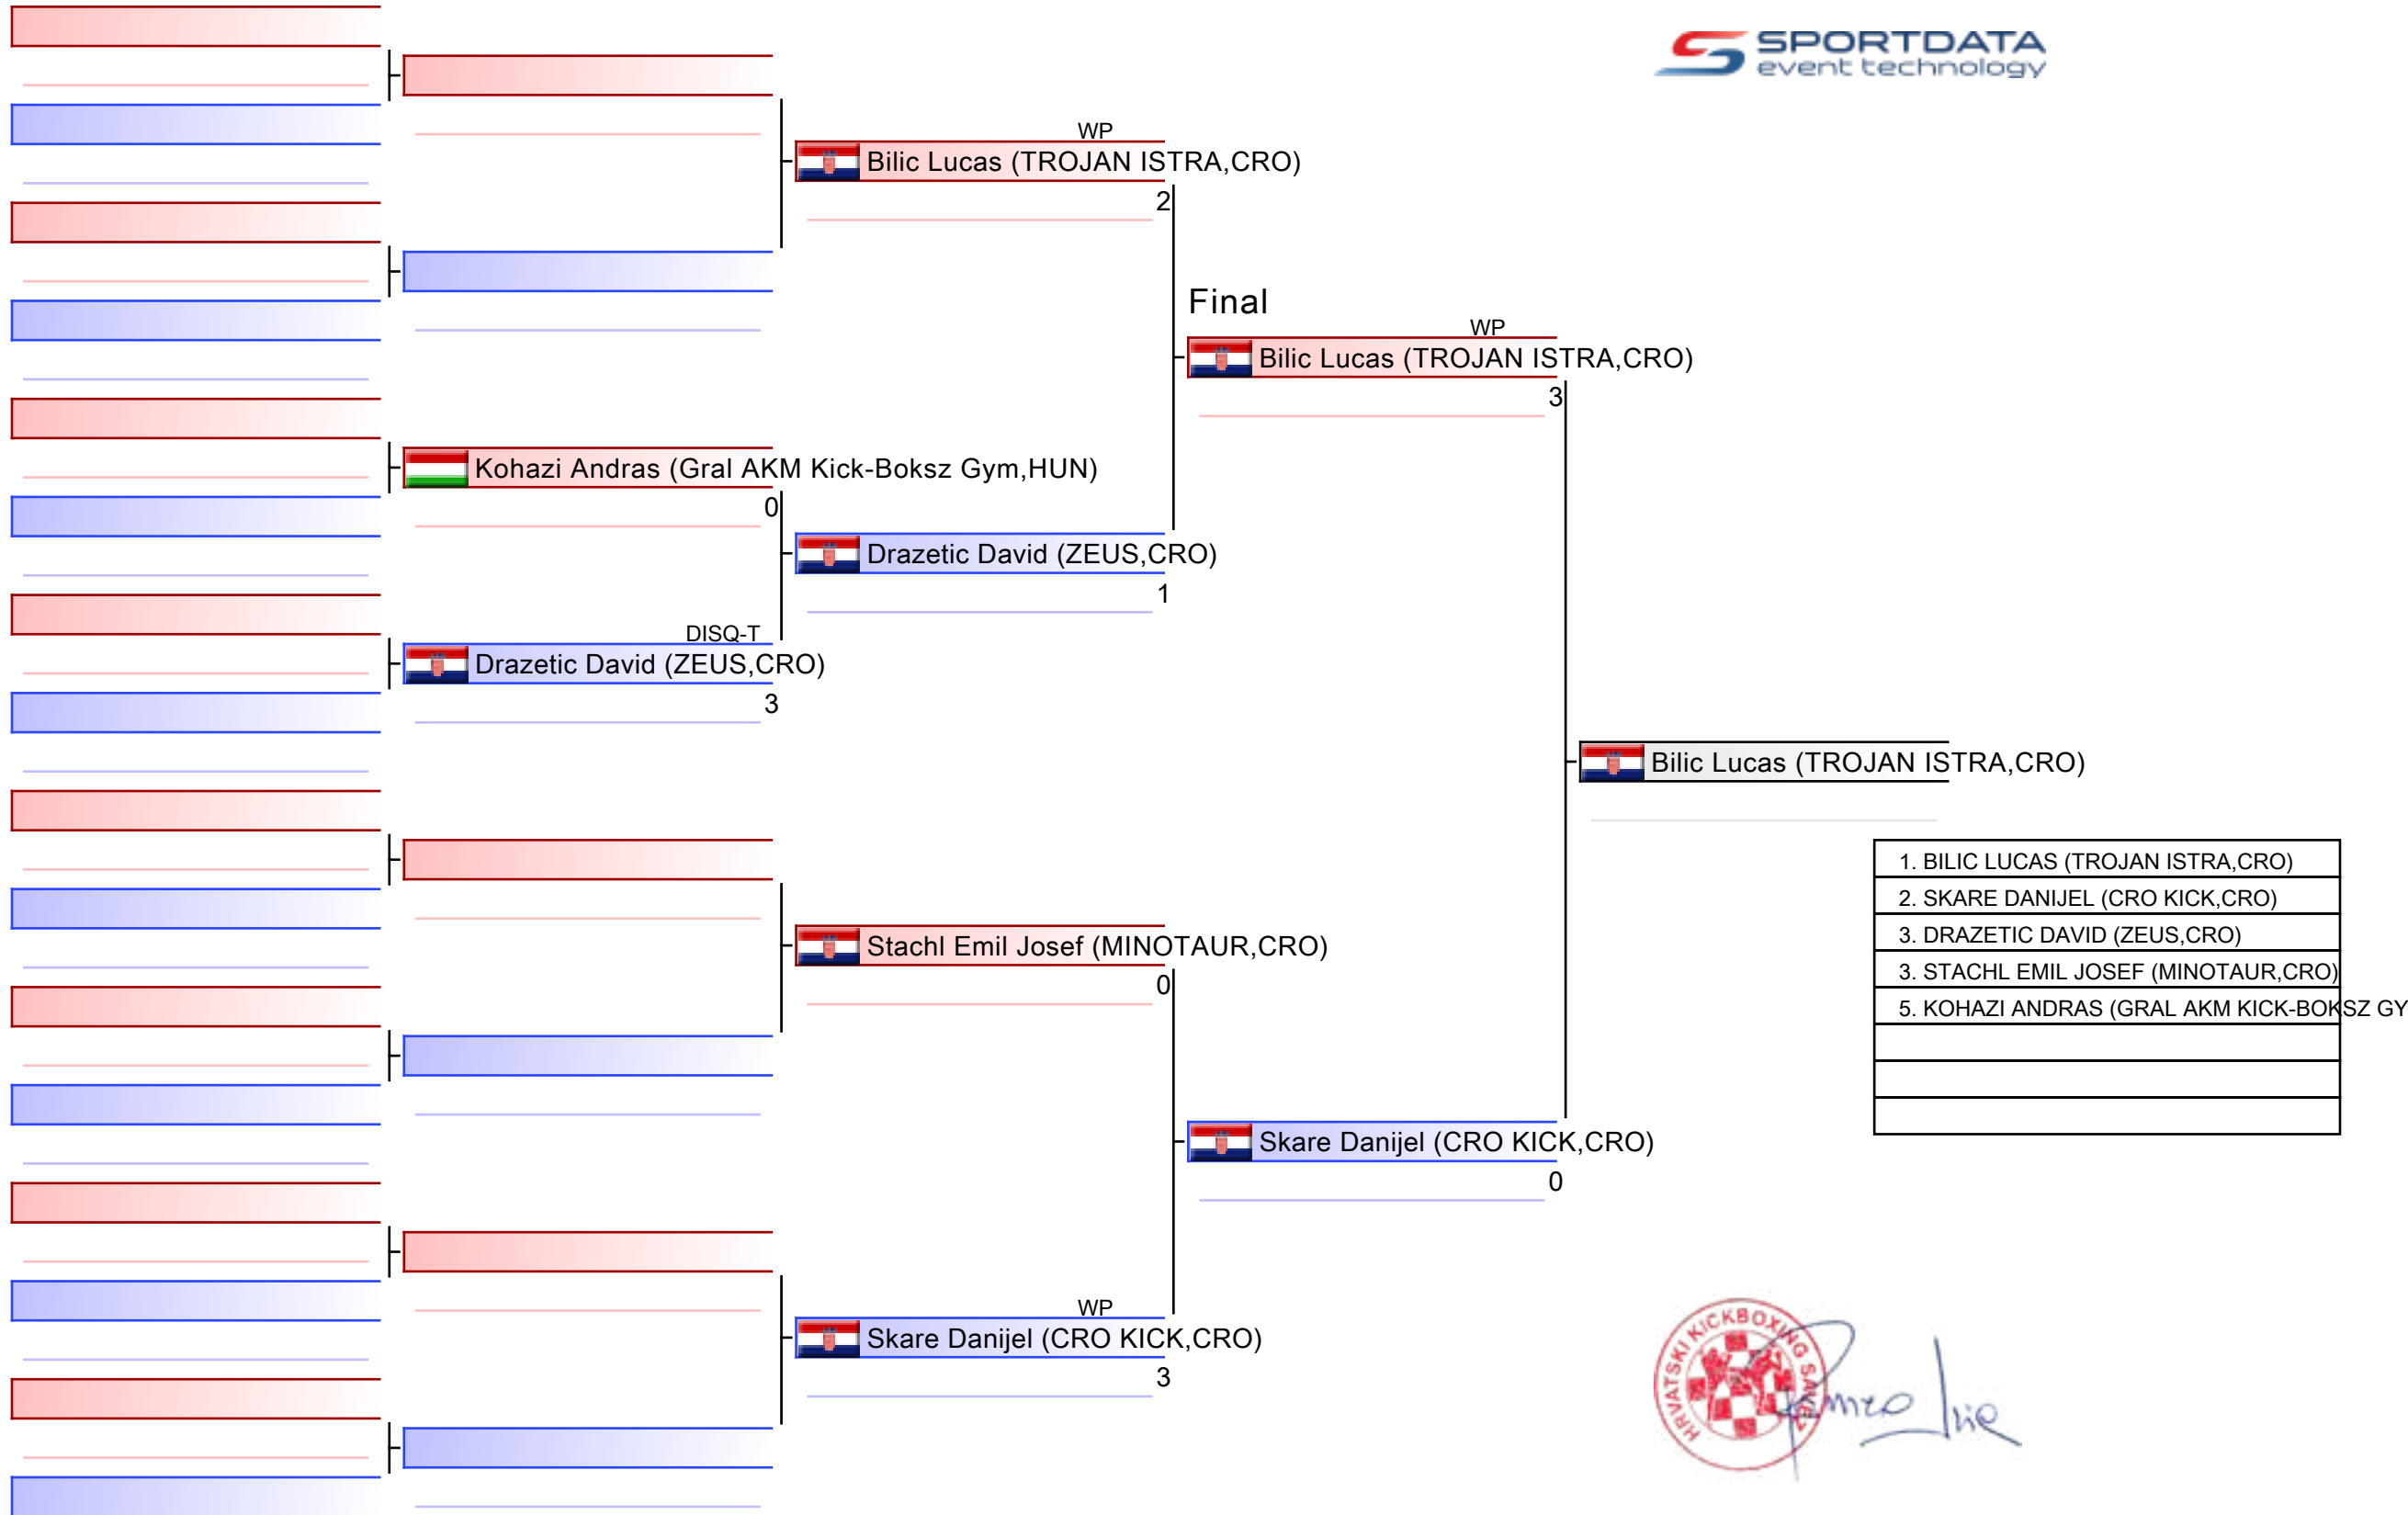 SPORTDATA
event technology
WP
Bilic Lucas (TROJAN ISTRA,CRO)
2
Final
WP
Bilic Lucas (TROJAN ISTRA,CRO)
3
Kohazi Andras (Gral AKM Kick-Boksz Gym,HUN)
0
Drazetic David (ZEUS,CRO)
1
DISQ-T
Drazetic David (ZEUS,CRO)
3
Bilic Lucas (TROJAN ISTRA,CRO)
1. BILIC LUCAS (TROJAN ISTRA,CRO)
2. SKARE DANIJEL (CRO KICK,CRO)
3. DRAZETIC DAVID (ZEUS,CRO)
3. STACHL EMIL JOSEF (MINOTAUR,CRO)
5. KOHAZI ANDRAS (GRAL AKM KICK-BOKSZ GY
Stachl Emil Josef (MINOTAUR,CRO)
0
Skare Danijel (CRO KICK,CRO)
0
WP
Skare Danijel (CRO KICK,CRO)
3
HRVATSKI KICKBOXING SAVEZ